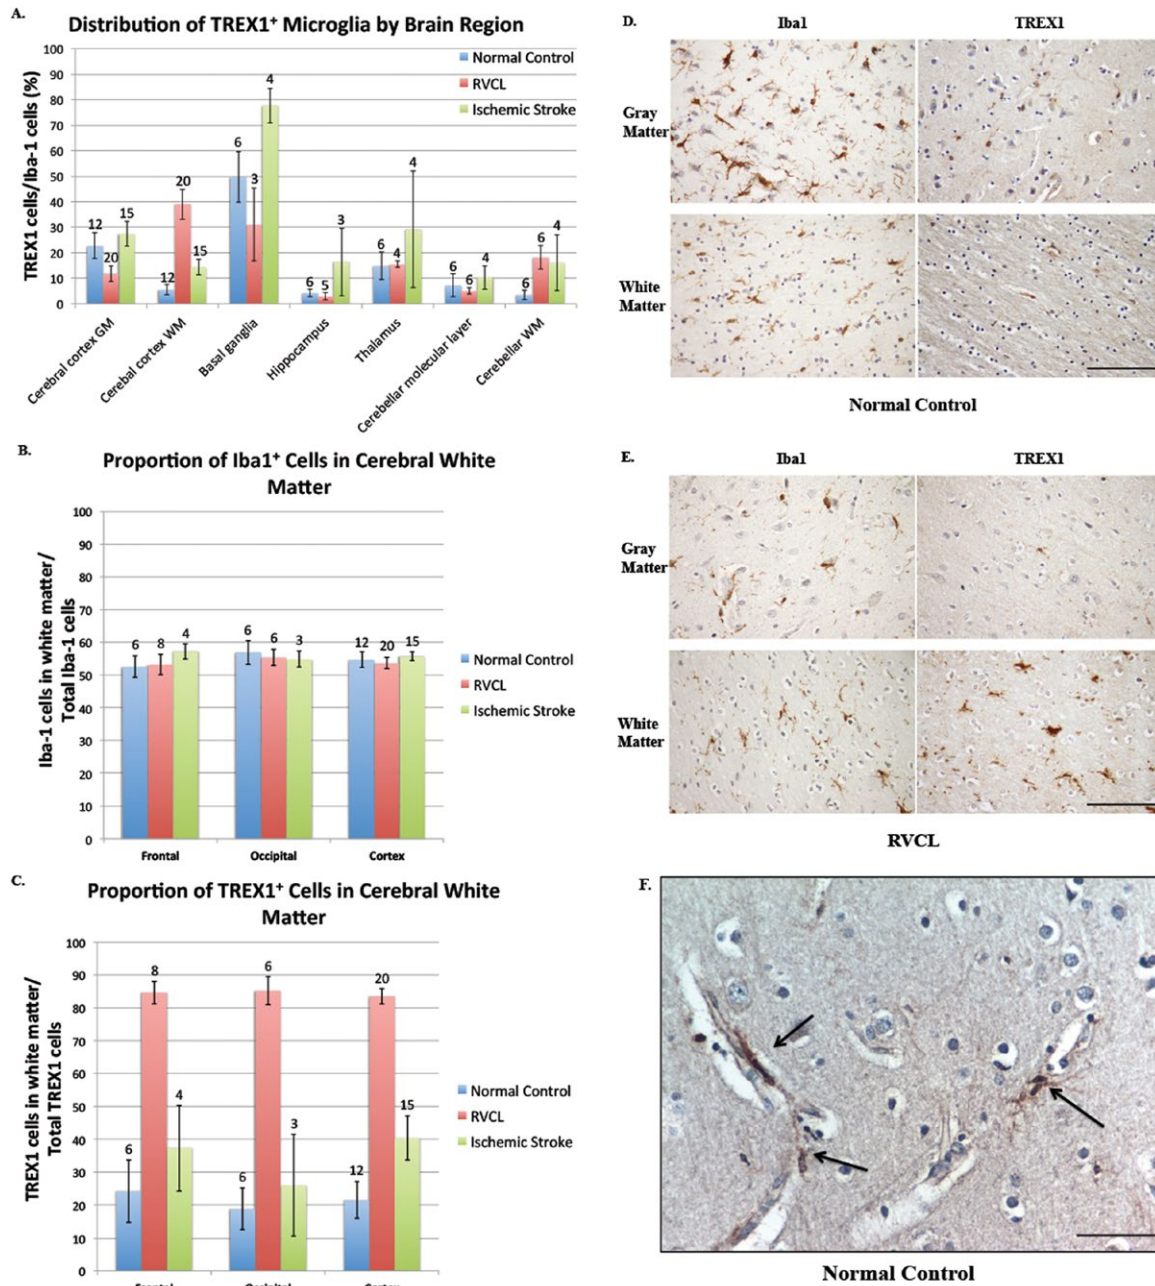 A.
Distribution of TREX1⁺ Microglia by Brain Region
TREX1 cells/Iba-1 cells (%)
100
90
80
70
60
50
40
30
20
10
0
Normal Control
RVCL
Ischemic Stroke
12
20
15
12
20
15
6
3
4
6
5
3
6
4
4
6
6
4
6
6
4
Cerebral cortex GM
Cerebal cortex WM
Basal ganglia
Hippocampus
Thalamus
Cerebellar molecular layer
Cerebellar WM
B.
Proportion of Iba1⁺ Cells in Cerebral White
Matter
Iba-1 cells in white matter/
Total Iba-1 cells
100
90
80
70
60
50
40
30
20
10
0
6
8
4
6
6
3
12
20
15
Normal Control
RVCL
Ischemic Stroke
Frontal
Occipital
Cortex
C.
Proportion of TREX1⁺ Cells in Cerebral White
Matter
TREX1 cells in white matter/
Total TREX1 cells
100
90
80
70
60
50
40
30
20
10
0
6
8
4
6
6
3
12
20
15
Normal Control
RVCL
Ischemic Stroke
Frontal
Occipital
Cortex
D.
Iba1
TREX1
Gray
Matter
White
Matter
Normal Control
E.
Iba1
TREX1
Gray
Matter
White
Matter
RVCL
F.
Normal Control